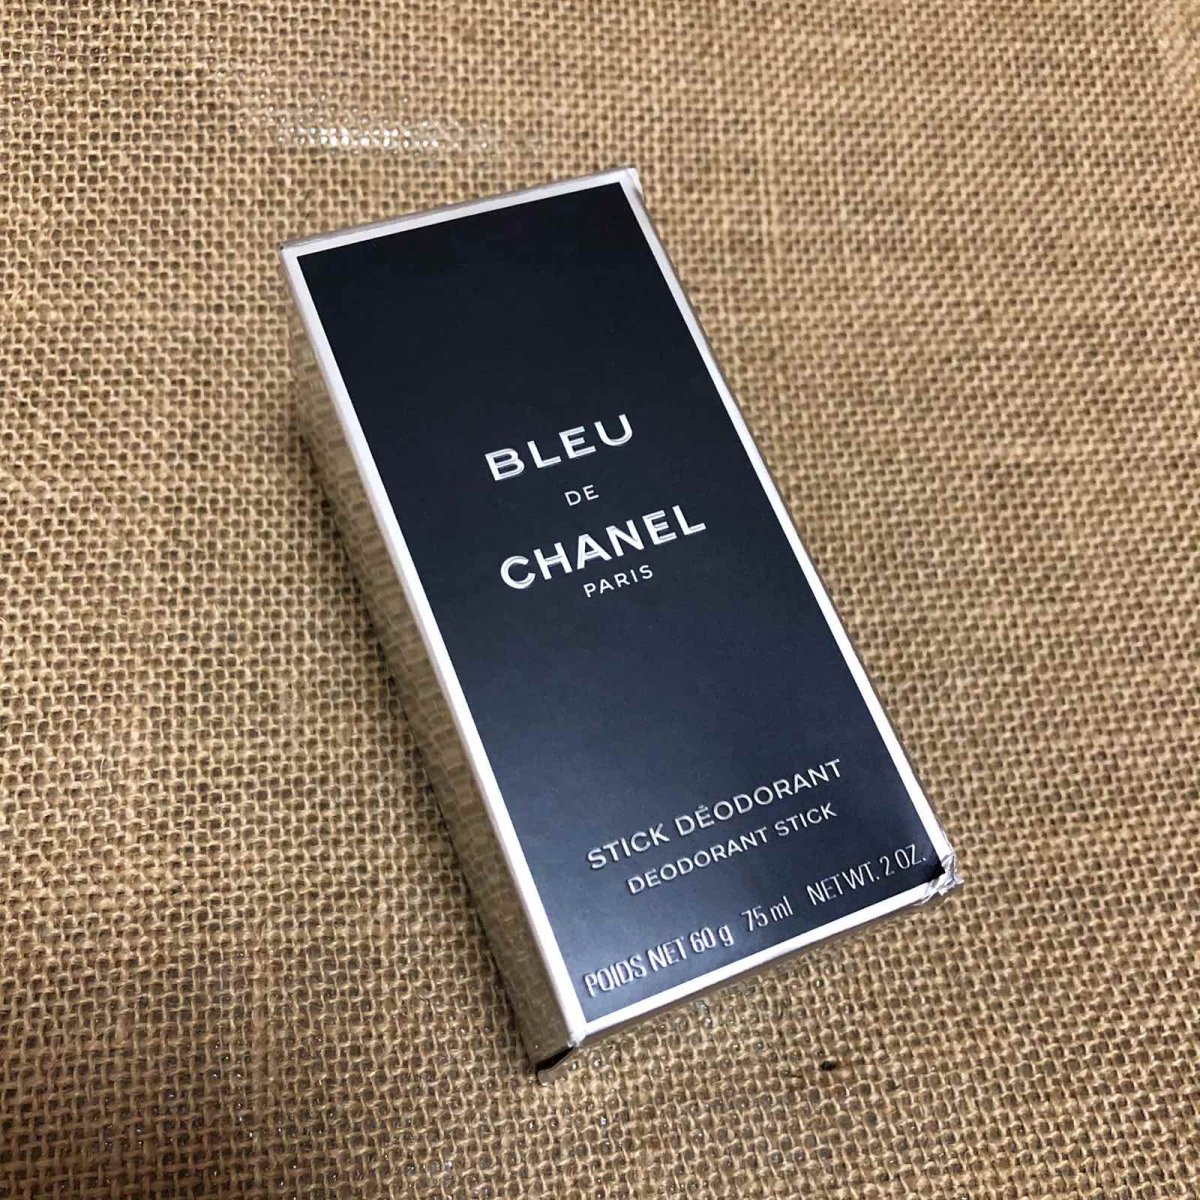 BLEU
DE
CHANEL
PARIS
STICK DÉODORANT
DEODORANT STICK
POIDS NET 60 g 75 ml NET WT. 2 OZ.